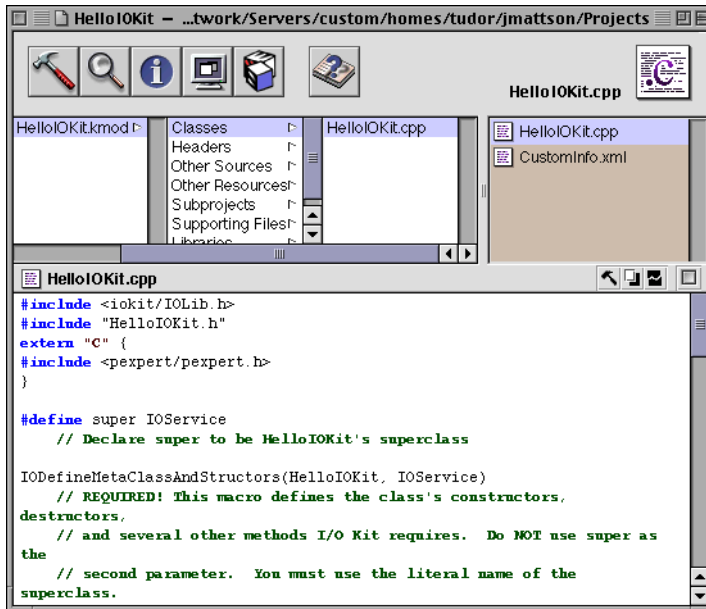 HelloIOKit – ...twork/Servers/custom/homes/tudor/jmattson/Projects
HelloIOKit.cpp
HelloIOKit.kmod
Classes
Headers
Other Sources
Other Resources
Subprojects
Supporting Files
Libraries
HelloIOKit.cpp
HelloIOKit.cpp
CustomInfo.xml
HelloIOKit.cpp
#include <iokit/IOLib.h>
#include "HelloIOKit.h"
extern "C" {
#include <pexpert/pexpert.h>
}
#define super IOService
// Declare super to be HelloIOKit's superclass
IODefineMetaClassAndStructors(HelloIOKit, IOService)
// REQUIRED! This macro defines the class's constructors,
destructors,
// and several other methods I/O Kit requires.  Do NOT use super as
the
// second parameter.  You must use the literal name of the
superclass.